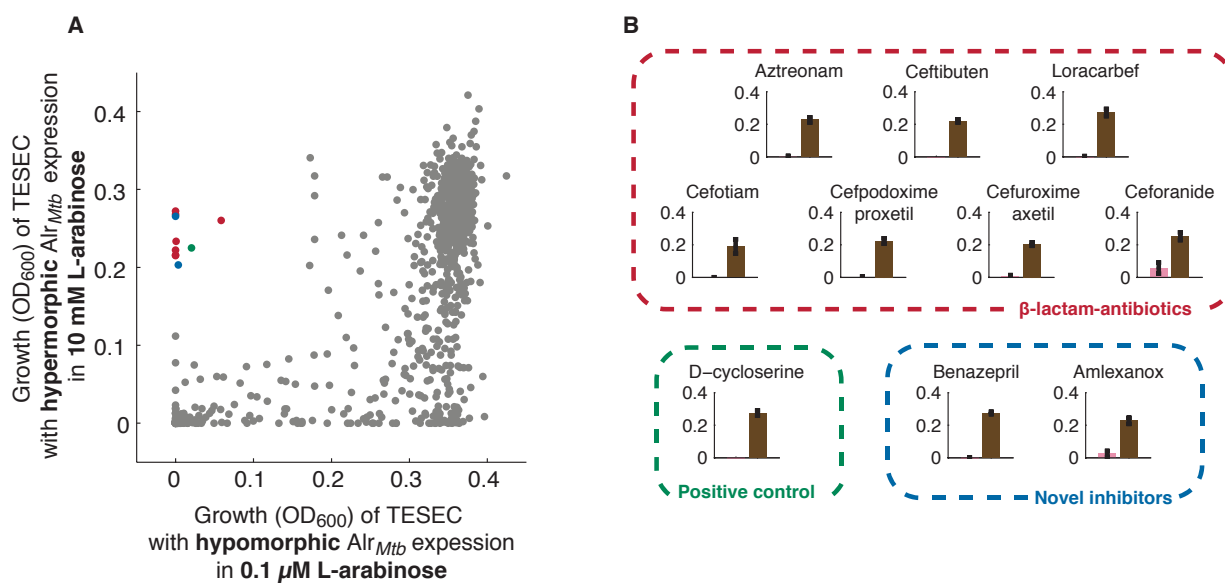 A
Growth (OD600) of TESEC
with hypermorphic AlrMtb expression
in 10 mM L-arabinose
0.4
0.3
0.2
0.1
0
0
0.1
0.2
0.3
0.4
Growth (OD600) of TESEC
with hypomorphic AlrMtb expession
in 0.1 µM L-arabinose
B
Aztreonam
0.4
0.2
0
Ceftibuten
0.4
0.2
0
Loracarbef
0.4
0.2
0
Cefotiam
0.4
0.2
0
Cefpodoxime
proxetil
0.4
0.2
0
Cefuroxime
axetil
0.4
0.2
0
Ceforanide
0.4
0.2
0
β-lactam-antibiotics
D−cycloserine
0.4
0.2
0
Positive control
Benazepril
0.4
0.2
0
Amlexanox
0.4
0.2
0
Novel inhibitors